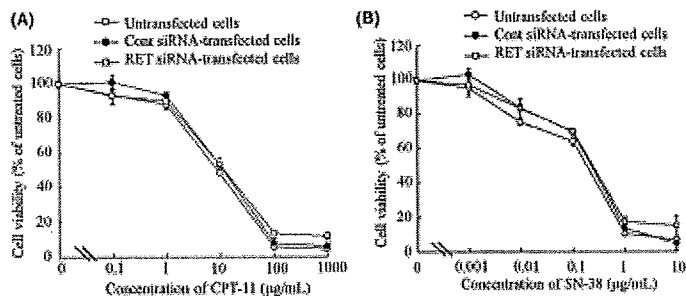 (A)
Untransfected cells
Cont siRNA-transfected cells
RET siRNA-transfected cells
Cell viability (% of untreated cells)
120
100
80
60
40
20
0
0 0.1 1 10 100 1000
Concentration of CPT-11 (μg/mL)
(B)
Untransfected cells
Cont siRNA-transfected cells
RET siRNA-transfected cells
Cell viability (% of untreated cells)
120
100
80
60
40
20
0
0 0.001 0.01 0.1 1 10
Concentration of SN-38 (μg/mL)